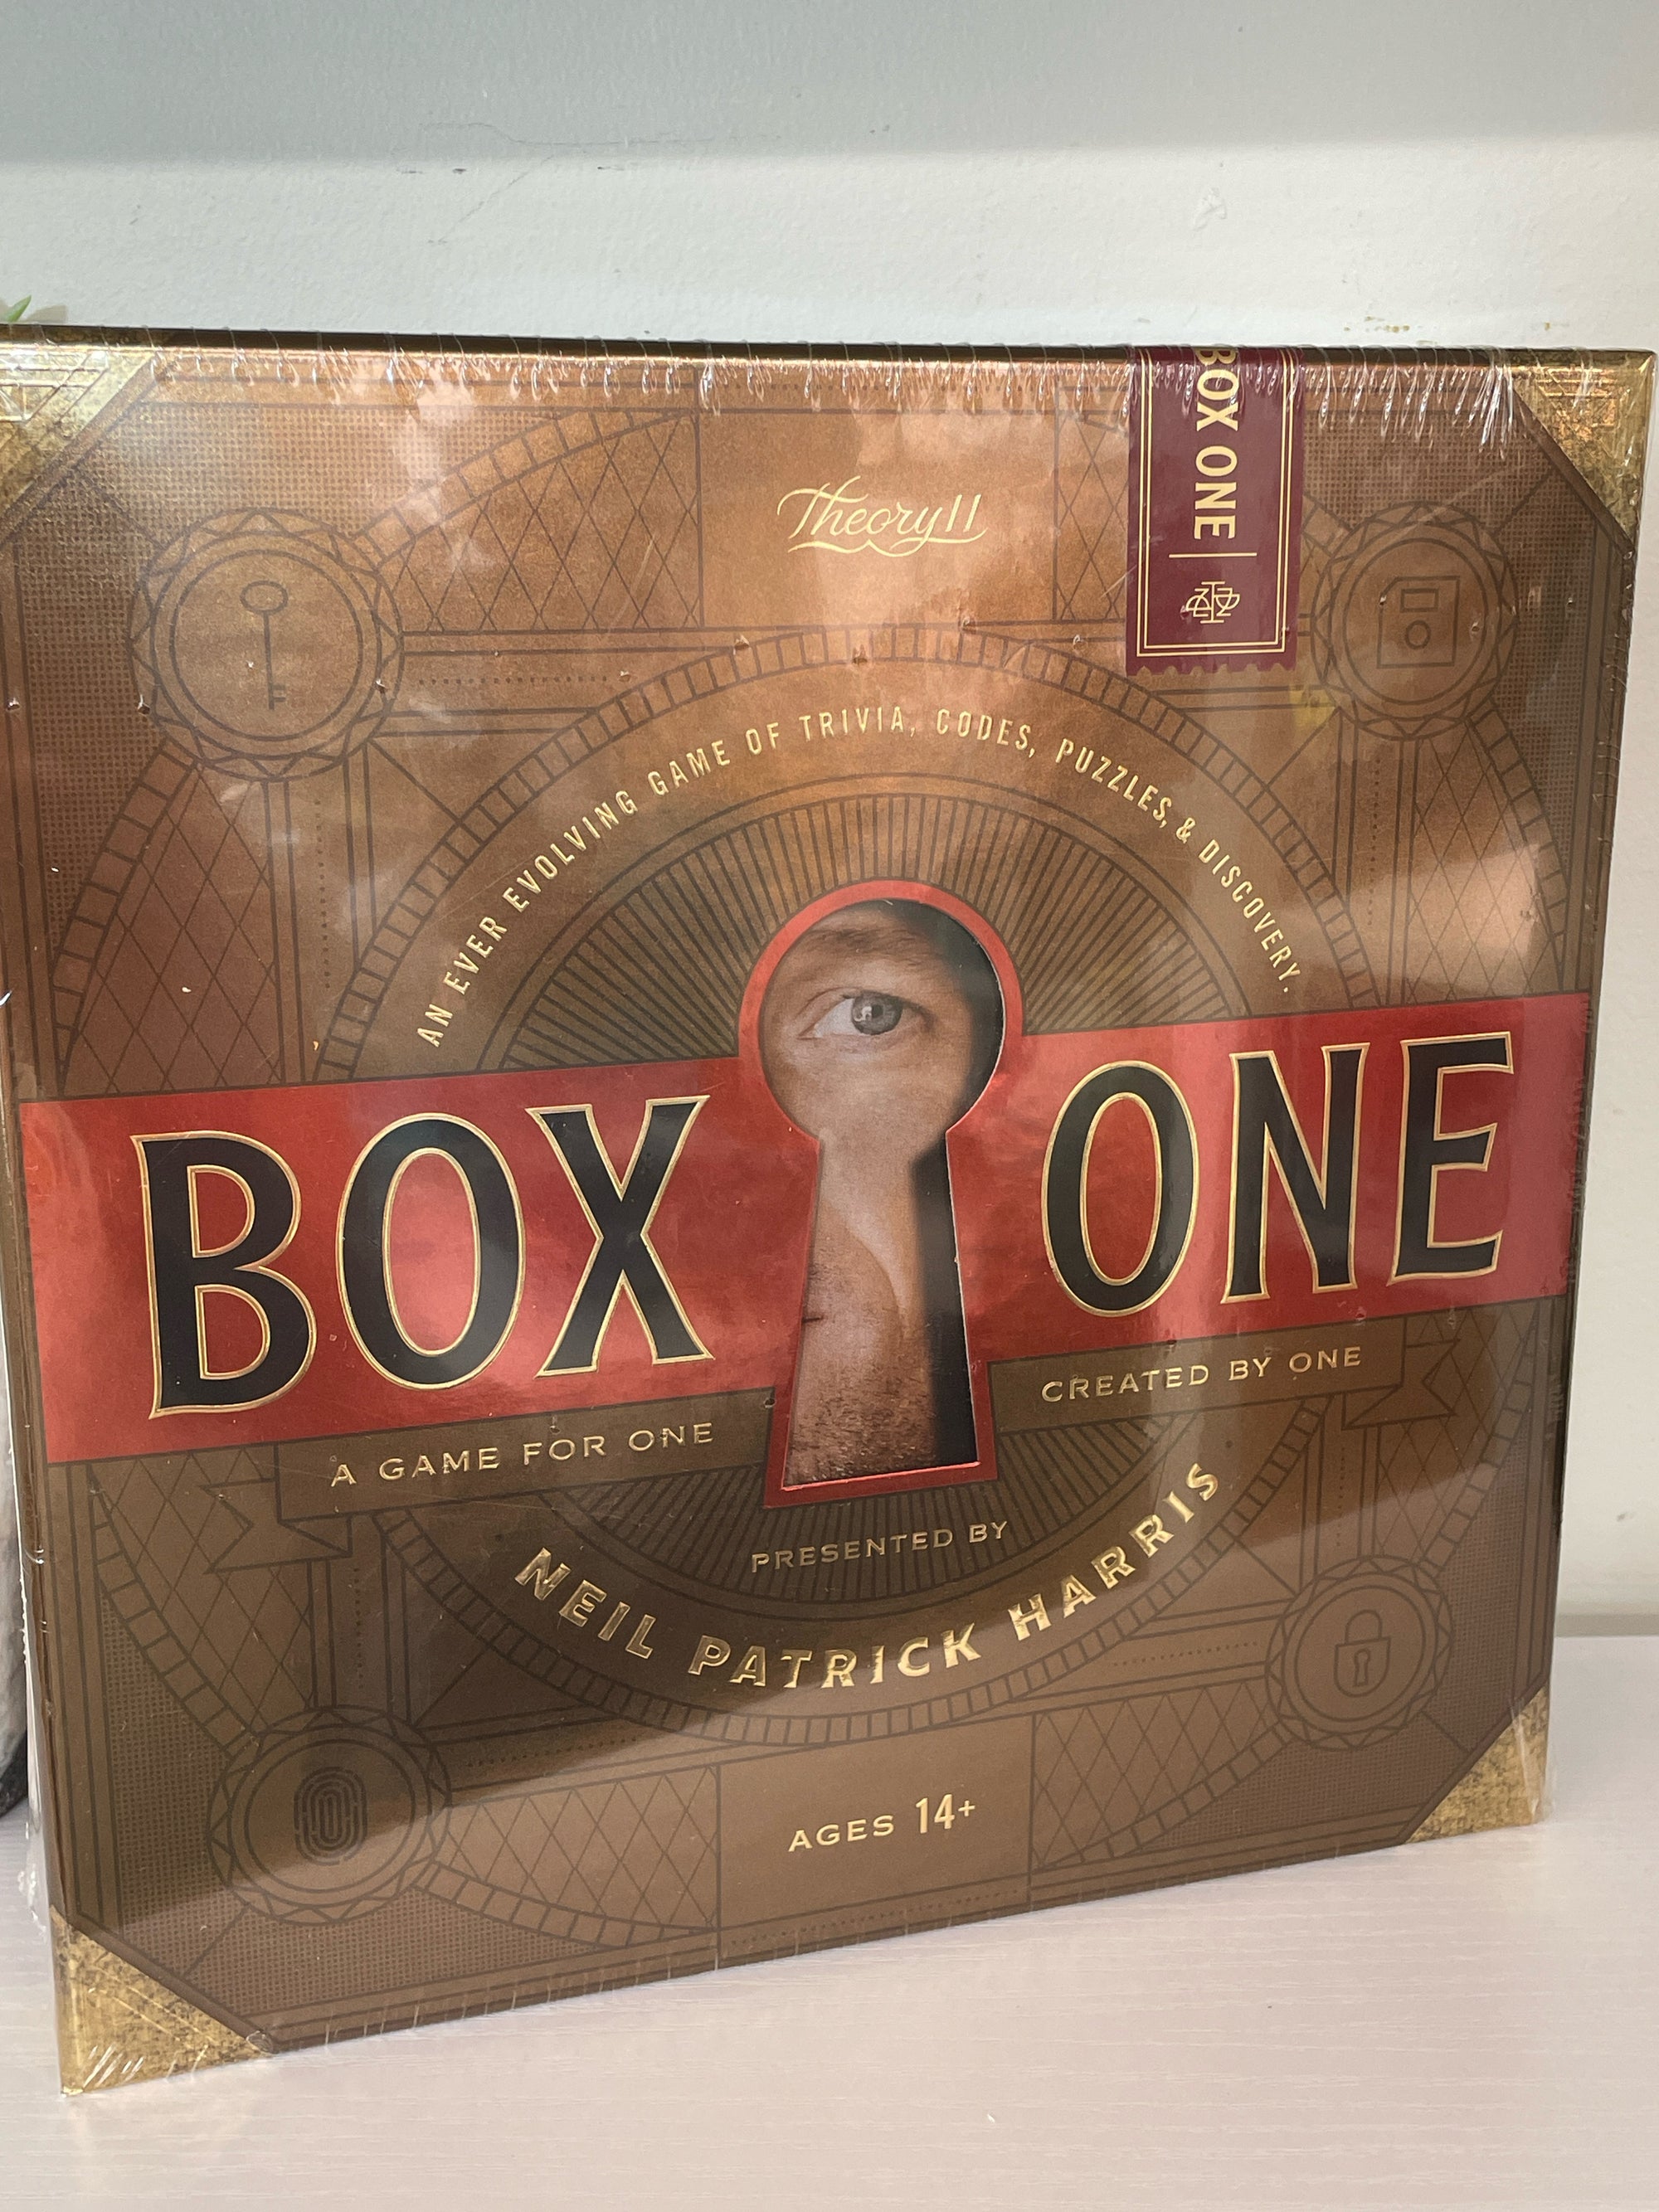 Theory11
BOX ONE
AN EVER EVOLVING GAME OF TRIVIA, CODES, PUZZLES, & DISCOVERY.
BOX ONE
A GAME FOR ONE
CREATED BY ONE
PRESENTED BY
NEIL PATRICK HARRIS
AGES 14+